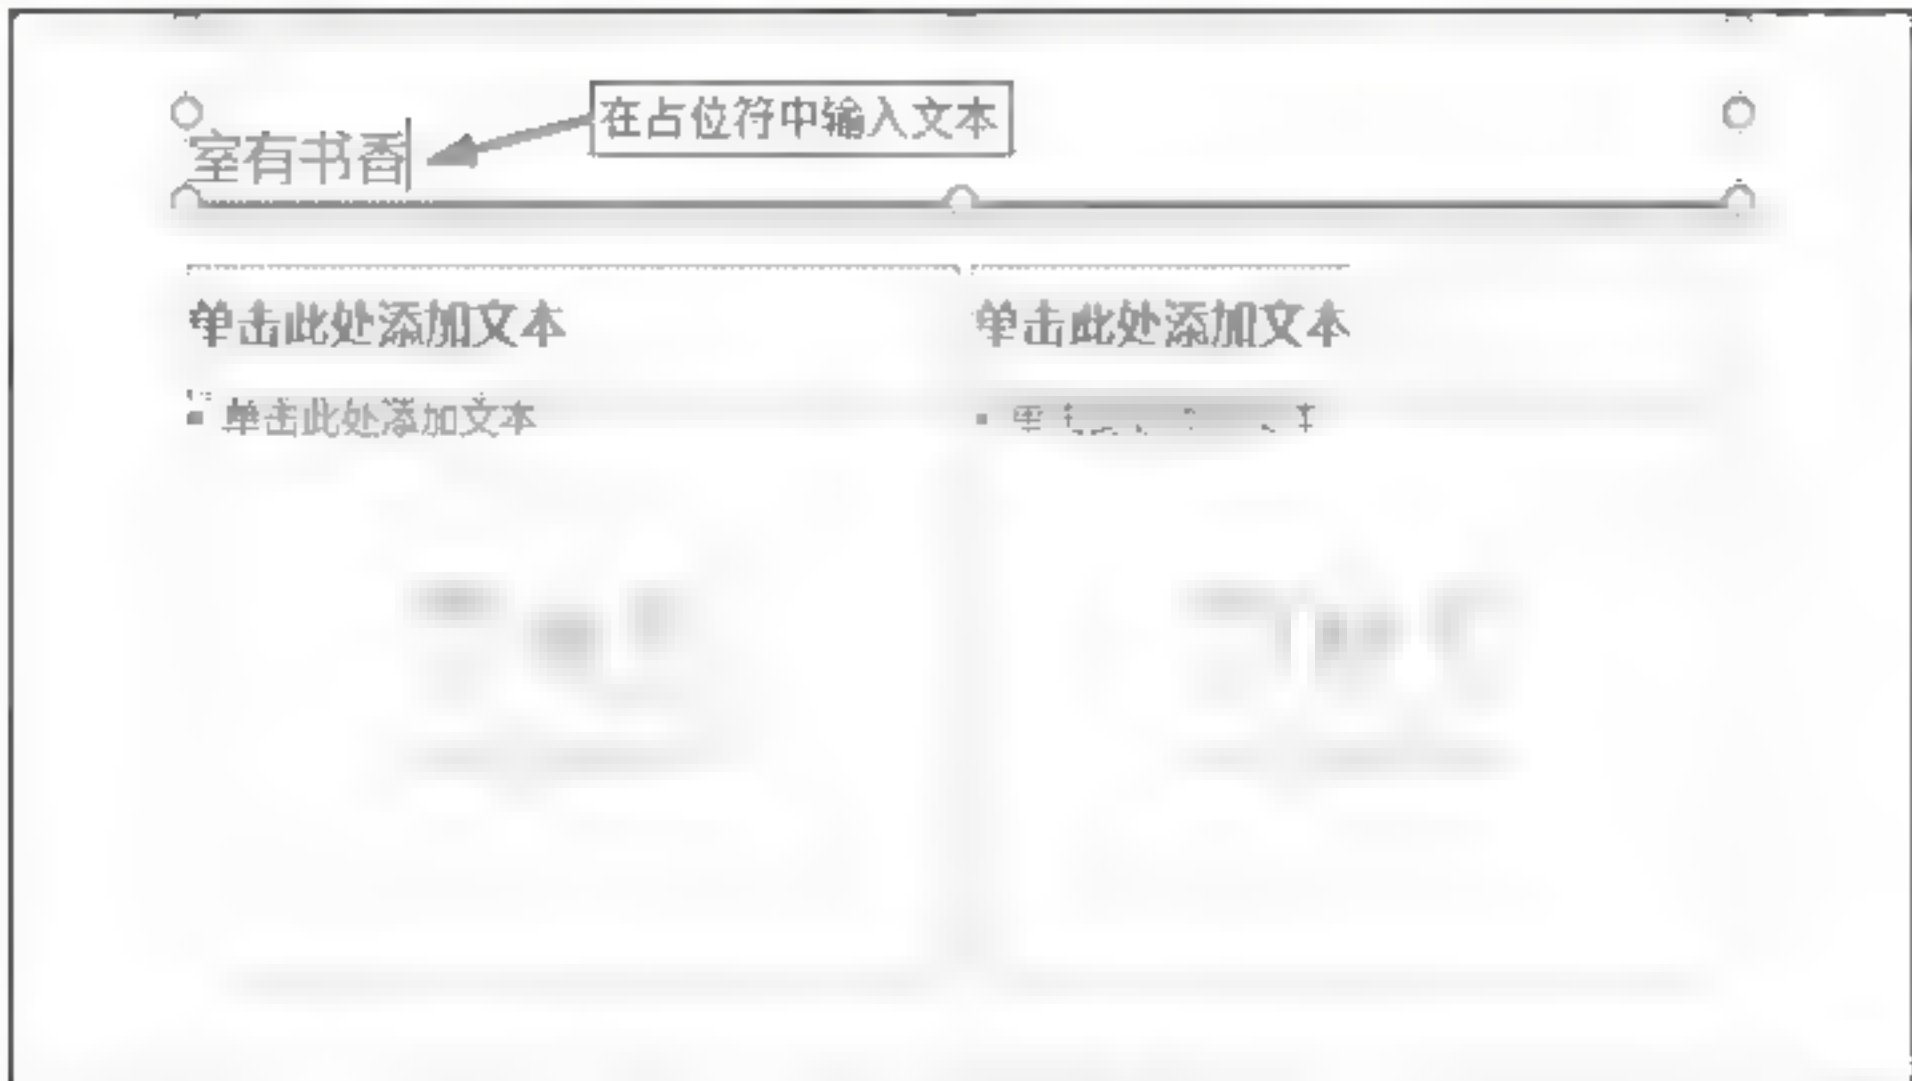 在占位符中输入文本
室有书香
单击此处添加文本
单击此处添加文本
▪ 单击此处添加文本
▪ 单